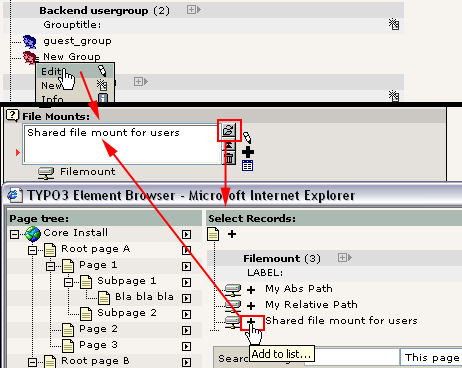 Backend usergroup (2)
Grouptitle:
guest_group
New Group
Edit
New
Info
File Mounts:
Shared file mount for users
Filemount
TYPO3 Element Browser - Microsoft Internet Explorer
Page tree:
Select Records:
Core Install
Root page A
Page 1
Subpage 1
Bla bla bla
Subpage 2
Page 2
Page 3
Root page B
Filemount (3)
LABEL:
My Abs Path
My Relative Path
Shared file mount for users
Add to list...
This page